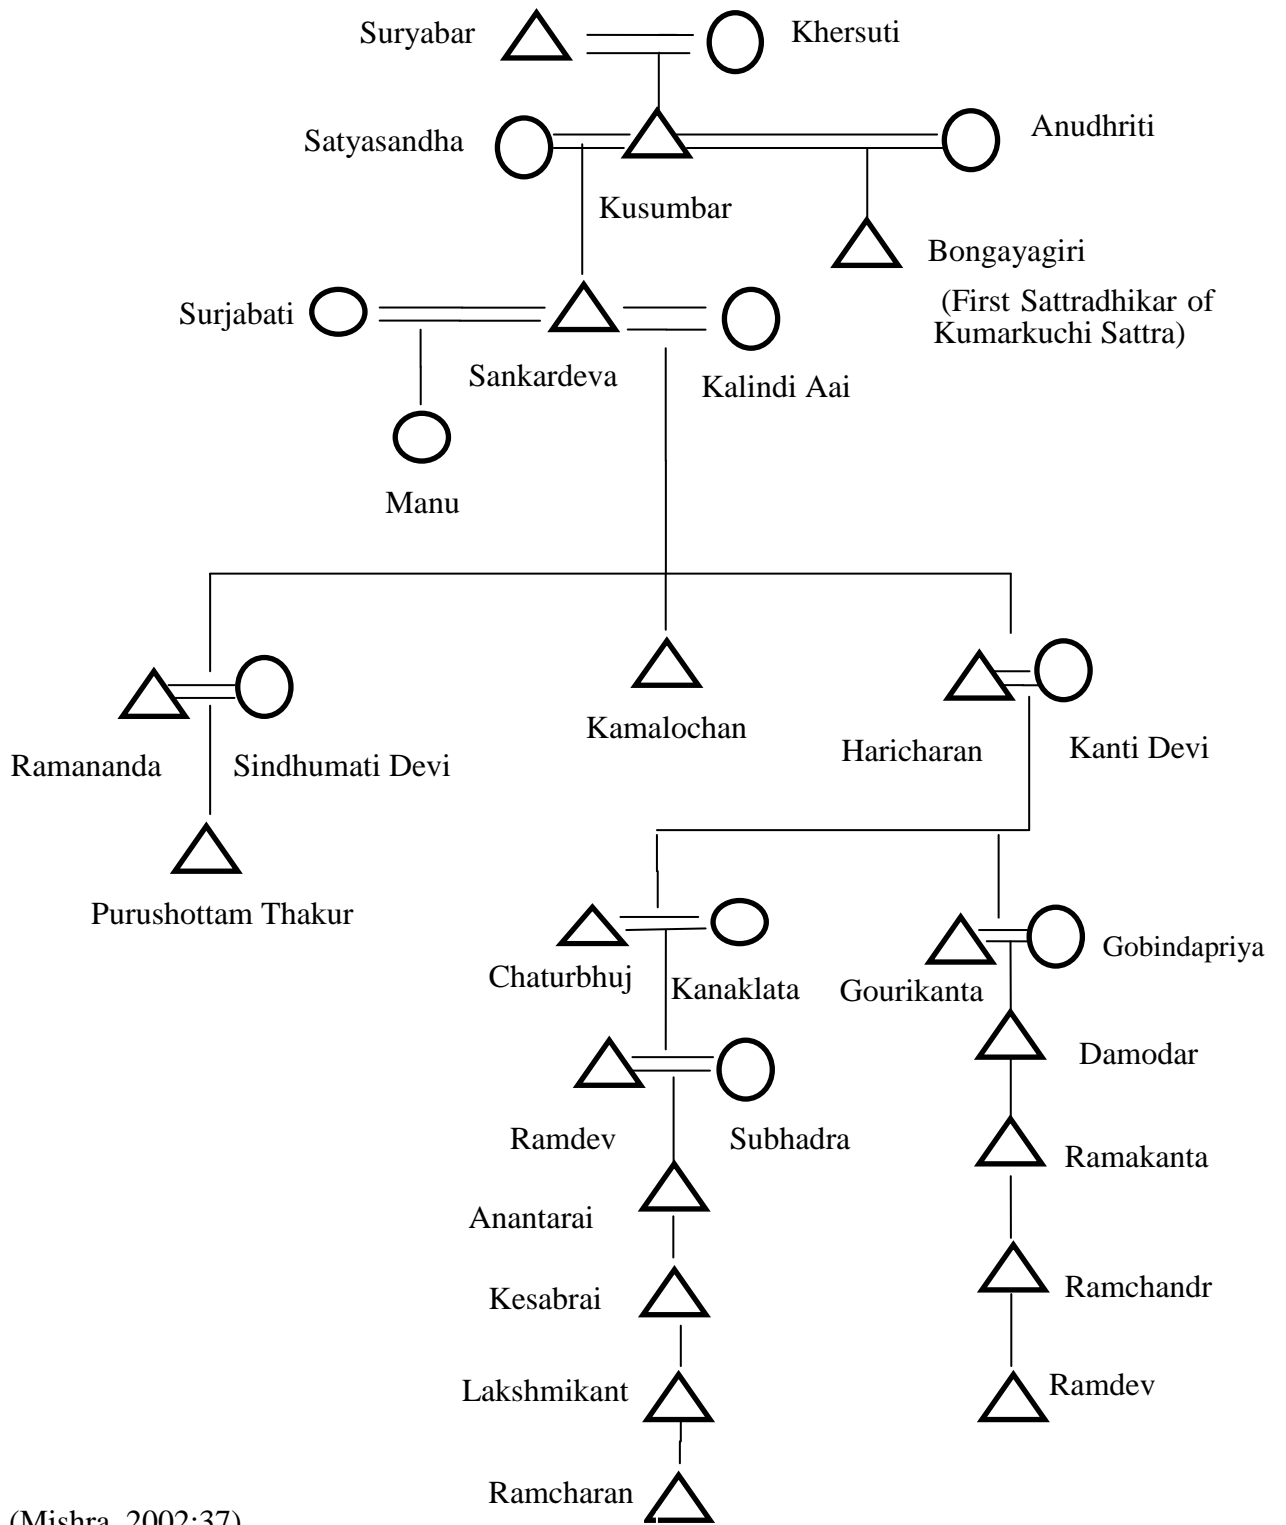 Suryabar
Khersuti
Satyasandha
Anudhriti
Kusumbar
Bongayagiri
(First Sattradhikar of
Kumarkuchi Sattra)
Surjabati
Sankardeva
Kalindi Aai
Manu
Kamalochan
Haricharan
Kanti Devi
Ramananda
Sindhumati Devi
Purushottam Thakur
Chaturbhuj
Kanaklata
Gourikanta
Gobindapriya
Damodar
Ramdev
Subhadra
Ramakanta
Anantarai
Kesabrai
Ramchandr
Lakshmikant
Ramdev
Ramcharan
(Mishra, 2002:37)